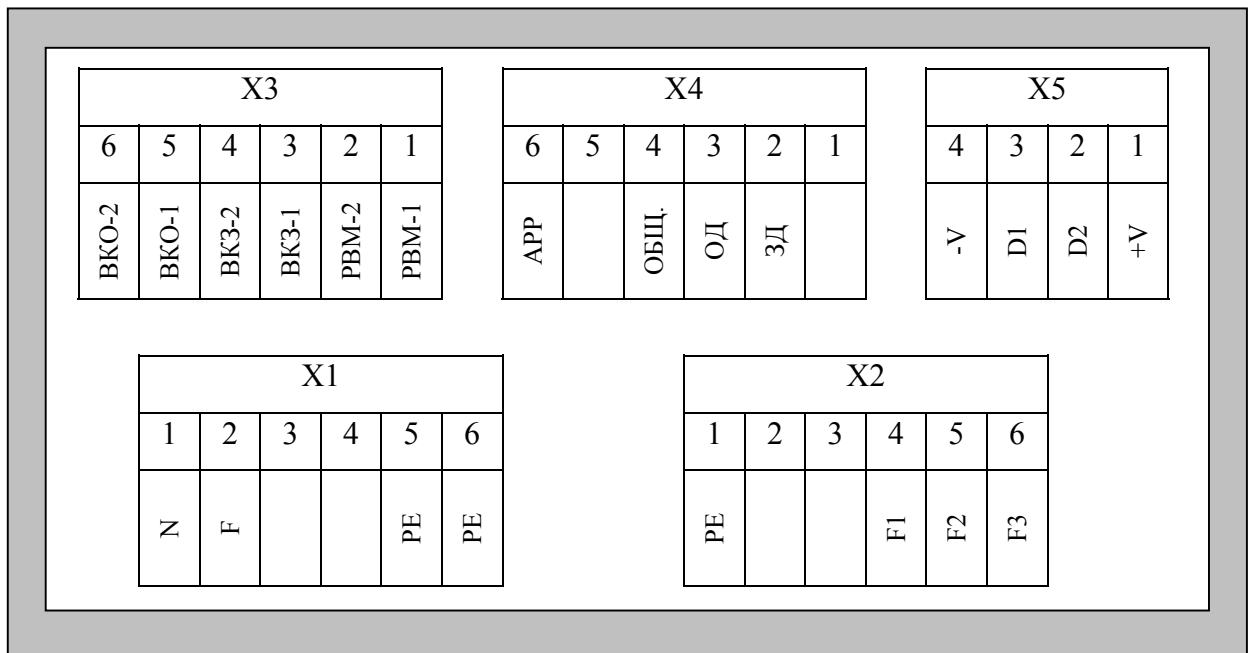 X3 X4 X5
6 5 4 3 2 1 6 5 4 3 2 1 4 3 2 1
ВКО-2 ВКО-1 ВКЗ-2 ВКЗ-1 РВМ-2 РВМ-1 АРР ОБЩ. ОД ЗД -V D1 D2 +V
X1 X2
1 2 3 4 5 6 1 2 3 4 5 6
N F PE PE PE F1 F2 F3